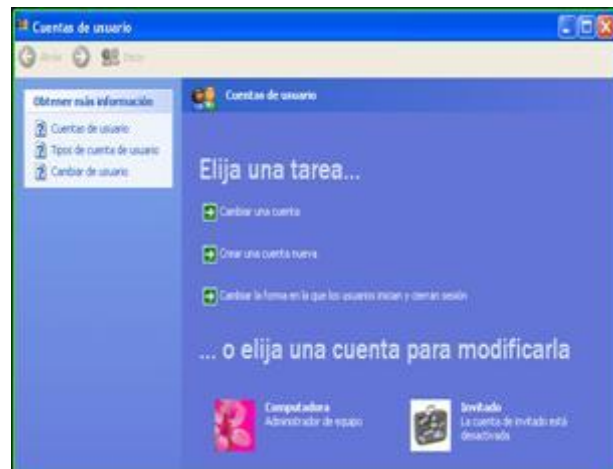 Cuentas de usuario
Atrás Inicio
Obtener más información
Cuentas de usuario
Tipos de cuenta de usuario
Cambiar de usuario
Cuentas de usuario
Elija una tarea...
Cambiar una cuenta
Crear una cuenta nueva
Cambiar la forma en la que los usuarios inician y cierran sesión
... o elija una cuenta para modificarla
Computadora
Administrador de equipo
Invitado
La cuenta de invitado está
desactivada